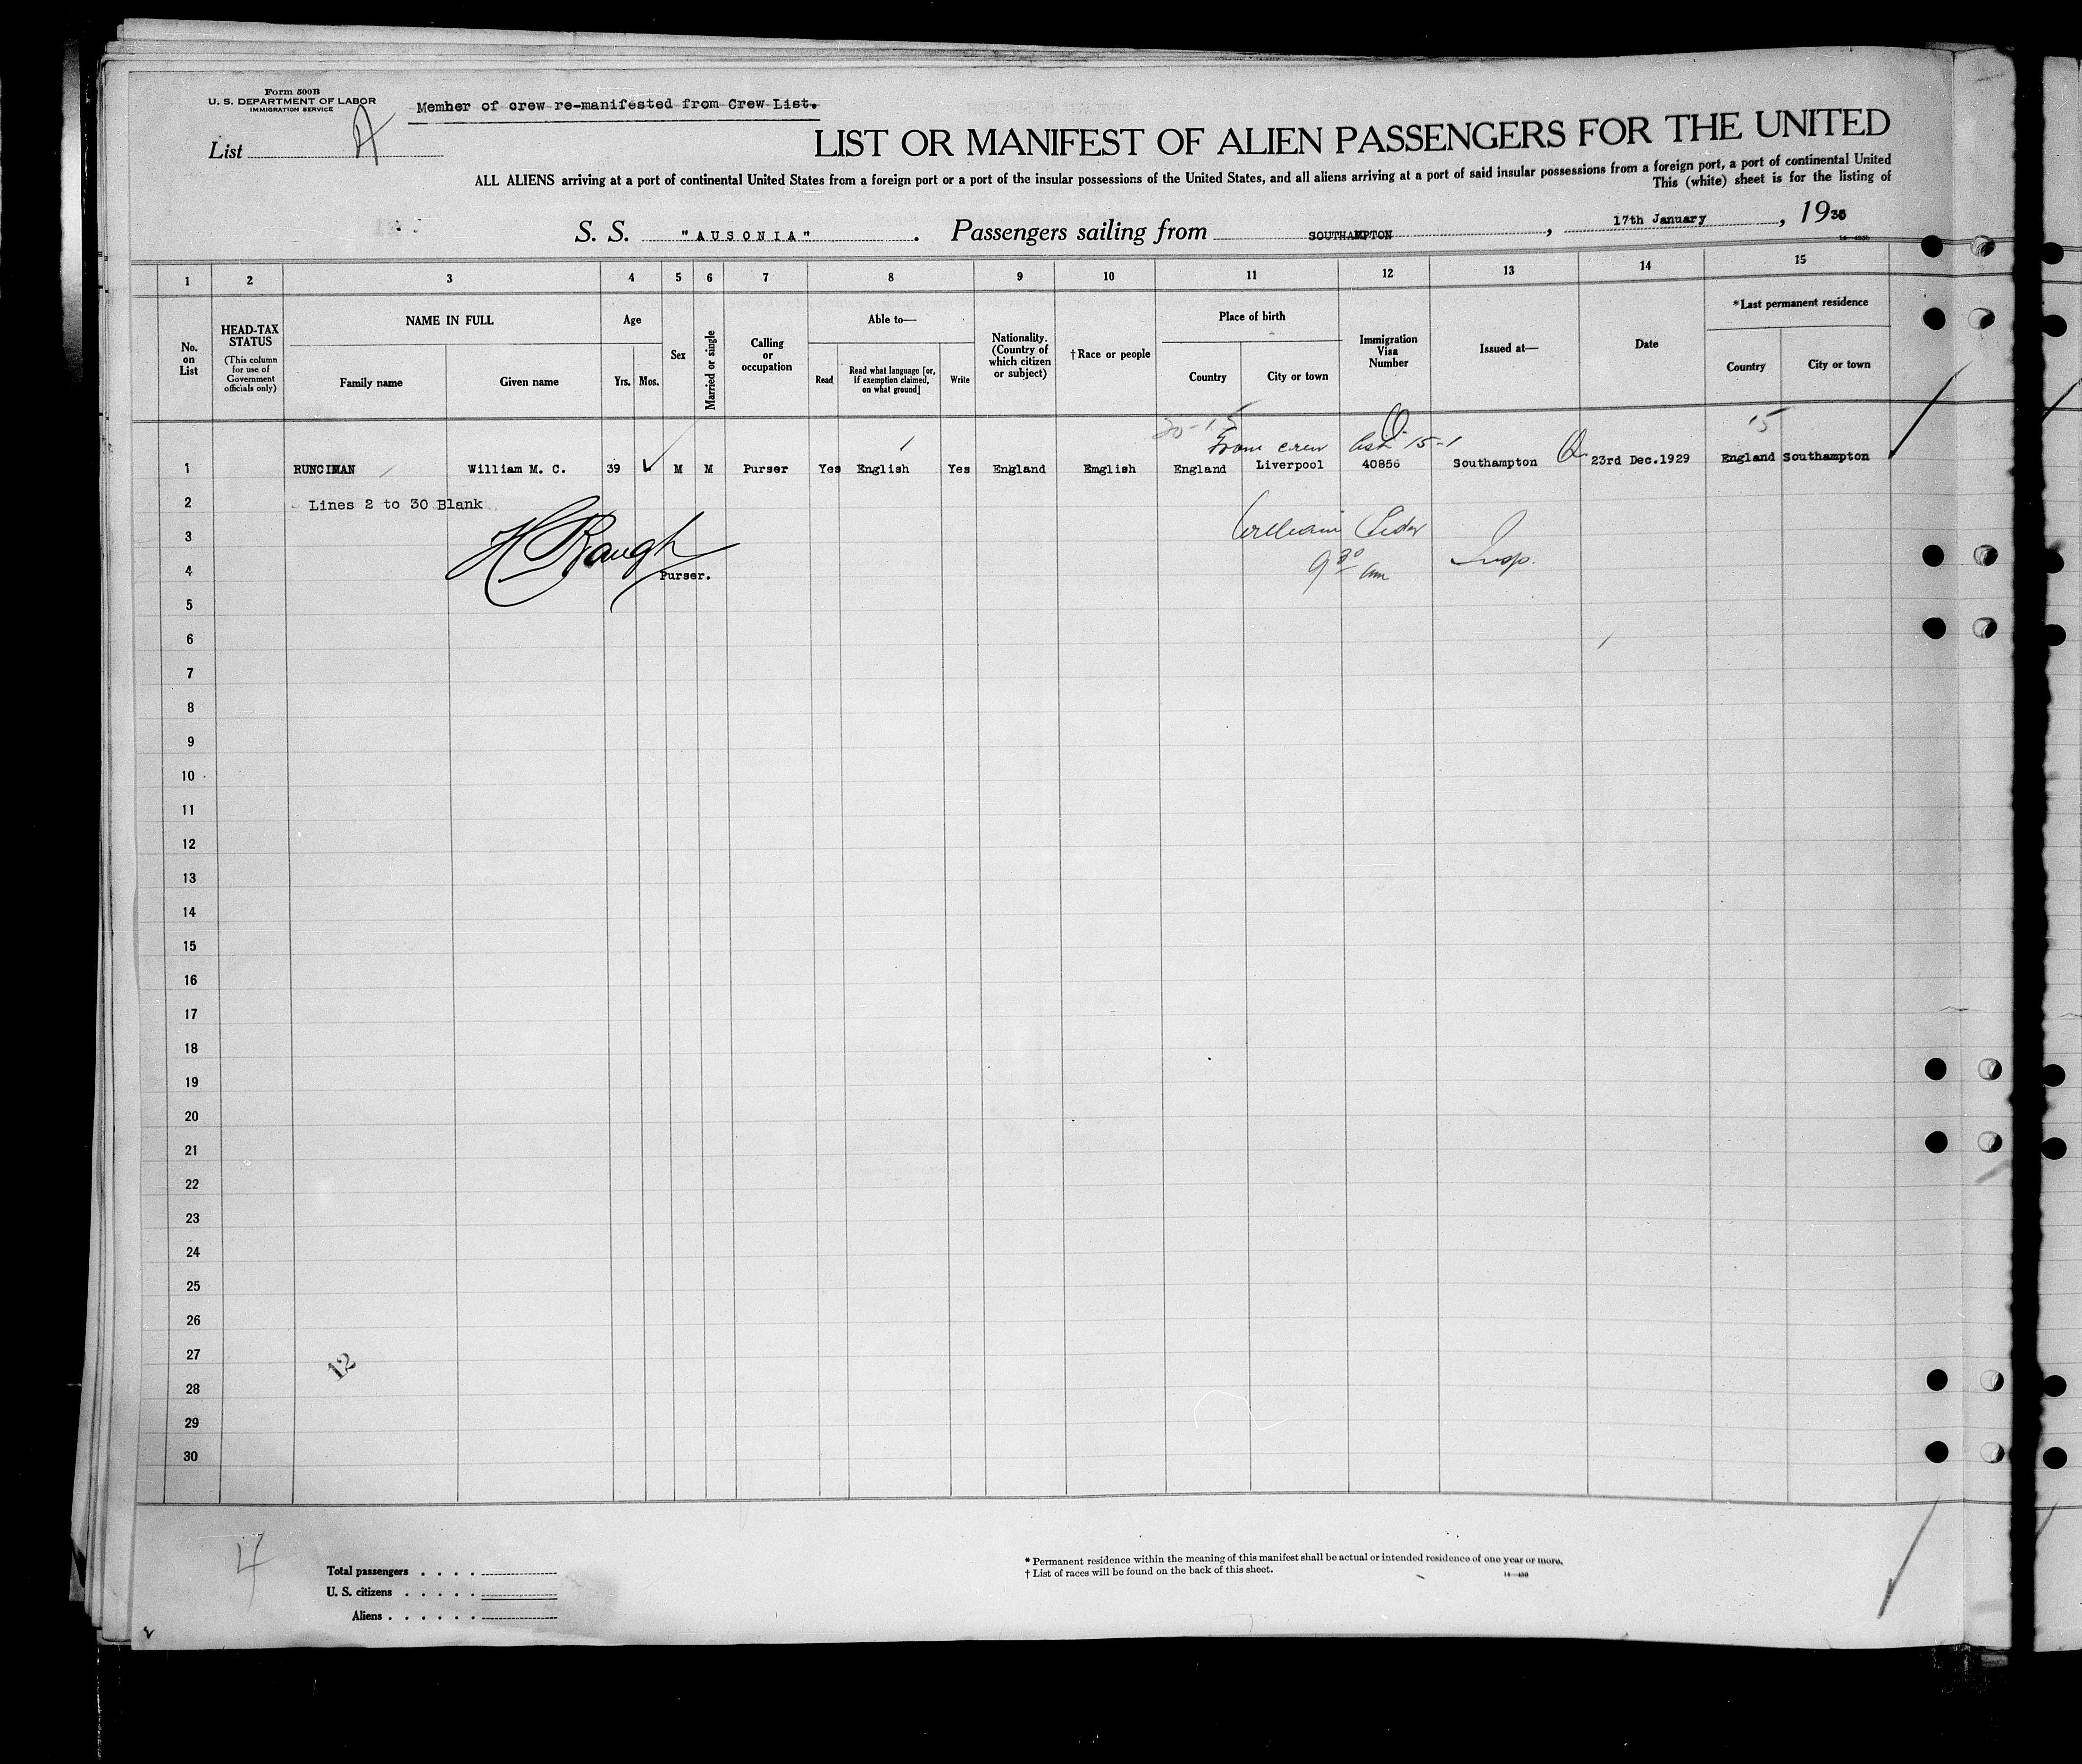 Form 500B
U. S. DEPARTMENT OF LABOR
IMMIGRATION SERVICE
Member of crew re-manifested from Crew List.
List
LIST OR MANIFEST OF ALIEN PASSENGERS FOR THE UNITED
ALL ALIENS arriving at a port of continental United States from a foreign port or a port of the insular possessions of the United States, and all aliens arriving at a port of said insular possessions from a foreign port, a port of continental United
This (white) sheet is for the listing of
S. S. "AUSONIA". Passengers sailing from SOUTHAMPTON, 17th January, 19
1 2 3 4 5 6 7 8 9 10 11 12 13 14 15
No. on List
HEAD-TAX STATUS
(This column for use of Government officials only)
NAME IN FULL
Family name Given name
Age
Yrs. Mos.
Sex
Married or single
Calling or occupation
Able to—
Read
Read what language [or, if exemption claimed, on what ground]
Write
Nationality. (Country of which citizen or subject)
†Race or people
Place of birth
Country City or town
Immigration Visa Number
Issued at—
Date
*Last permanent residence
Country City or town
From crew list 15-1 15
1 RUNCIMAN William M. C. 39 M M Purser Yes English Yes England Emglish England Liverpool 40856 Southampton 23rd Dec.1929 England Southampton
2 Lines 2 to 30 Blank
3 William
4 Purser. 9 30 am Insp.
5
6
7
8
9
10
11
12
13
14
15
16
17
18
19
20
21
22
23
24
25
26
27
12
28
29
30
4
Total passengers
U. S. citizens
Aliens
* Permanent residence within the meaning of this manifest shall be actual or intended residence of one year or more.
† List of races will be found on the back of this sheet.